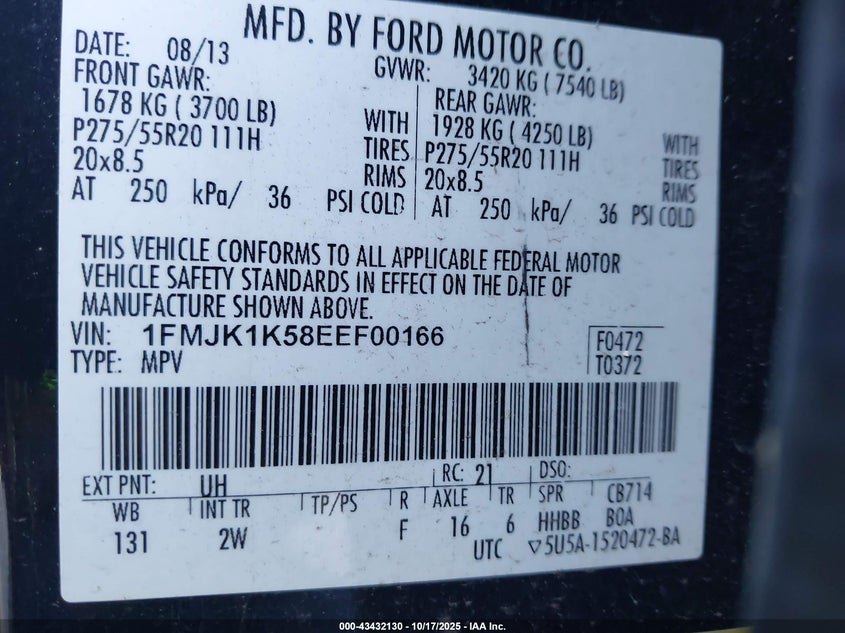 MFD. BY FORD MOTOR CO.
DATE: 08/13 GVWR: 3420 KG ( 7540 LB)
FRONT GAWR: REAR GAWR:
1678 KG ( 3700 LB) WITH 1928 KG ( 4250 LB) WITH
P275/55R20 111H TIRES P275/55R20 111H TIRES
20x8.5 RIMS 20x8.5 RIMS
AT 250 kPa/ 36 PSI COLD AT 250 kPa/ 36 PSI COLD
THIS VEHICLE CONFORMS TO ALL APPLICABLE FEDERAL MOTOR
VEHICLE SAFETY STANDARDS IN EFFECT ON THE DATE OF
MANUFACTURE SHOWN ABOVE.
VIN: 1FMJK1K58EEF00166 F0472
TYPE: MPV T0372
EXT PNT: UH RC: 21 DSO:
WB INT TR TP/PS R AXLE TR SPR CB714
131 2W F 16 6 HHBB BOA
UTC ▽5U5A-1520472-BA
000-43432130 - 10/17/2025 - IAA Inc.